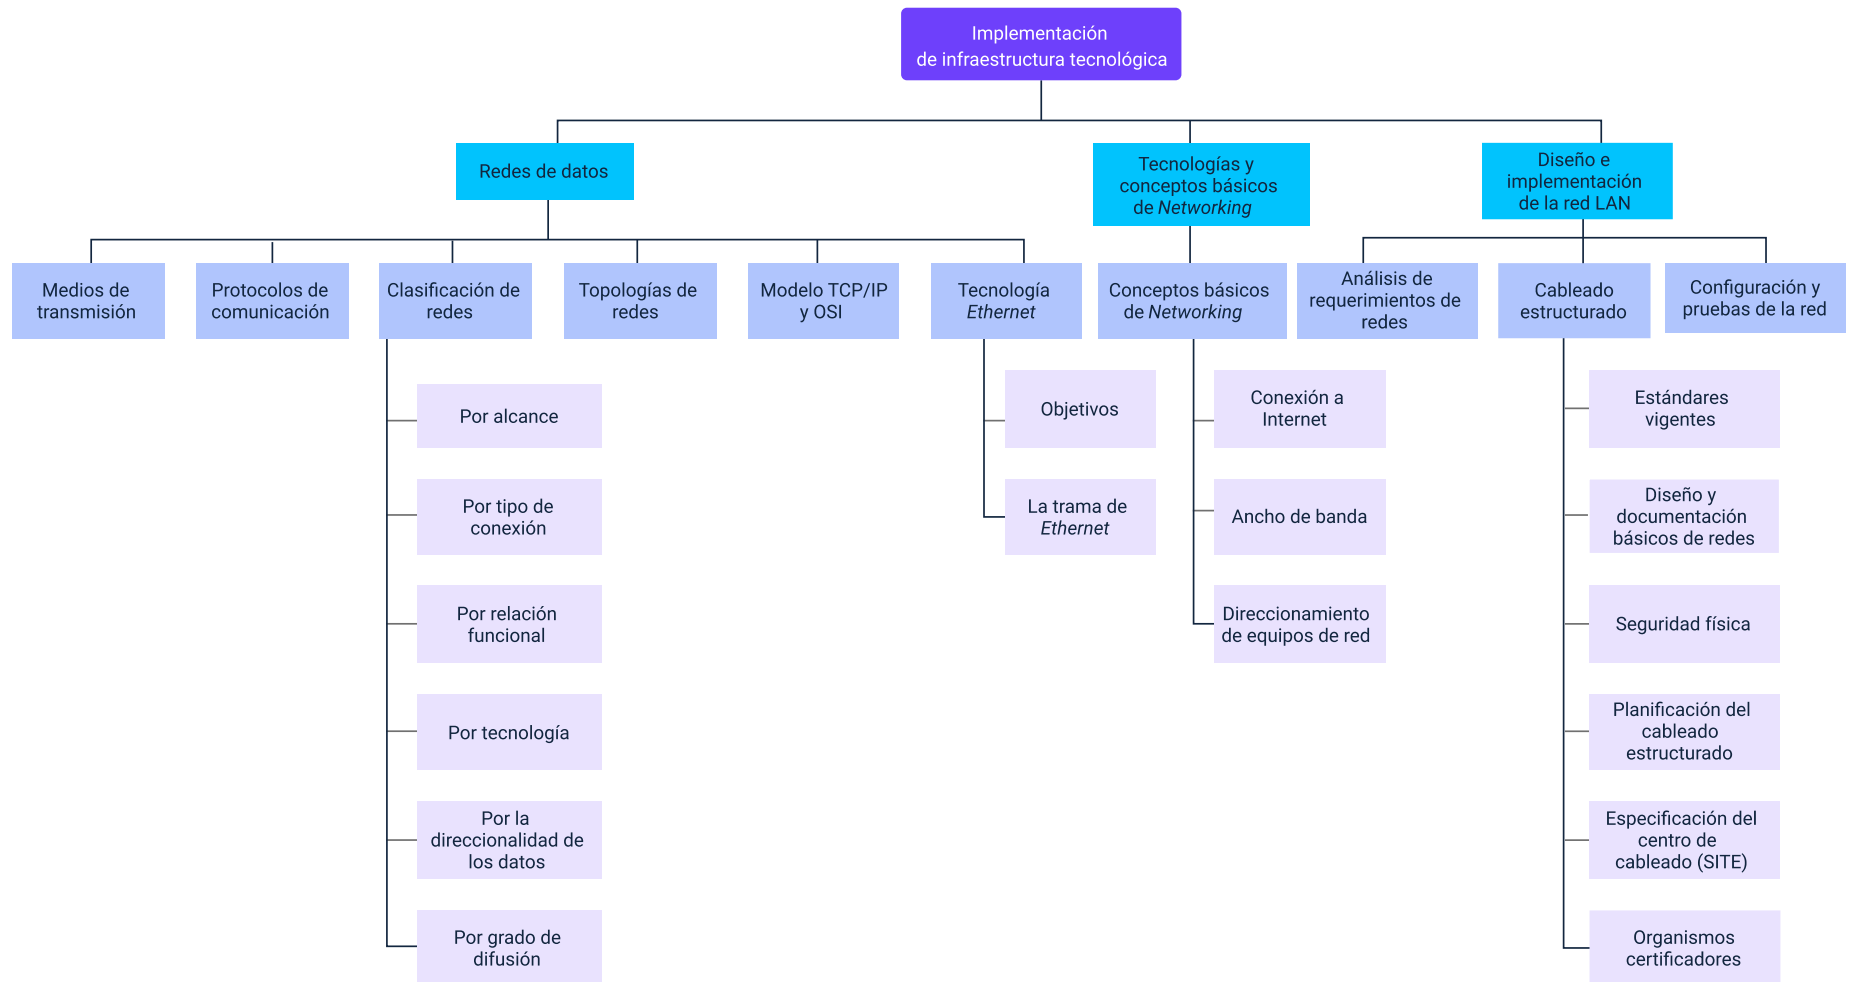 Implementación
de infraestructura tecnológica
Redes de datos
Tecnologías y
conceptos básicos
de Networking
Diseño e
implementación
de la red LAN
Medios de
transmisión
Protocolos de
comunicación
Clasificación de
redes
Topologías de
redes
Modelo TCP/IP
y OSI
Tecnología
Ethernet
Conceptos básicos
de Networking
Análisis de
requerimientos de
redes
Cableado
estructurado
Configuración y
pruebas de la red
Por alcance
Por tipo de
conexión
Por relación
funcional
Por tecnología
Por la
direccionalidad de
los datos
Por grado de
difusión
Objetivos
La trama de
Ethernet
Conexión a
Internet
Ancho de banda
Direccionamiento
de equipos de red
Estándares
vigentes
Diseño y
documentación
básicos de redes
Seguridad física
Planificación del
cableado
estructurado
Especificación del
centro de
cableado (SITE)
Organismos
certificadores